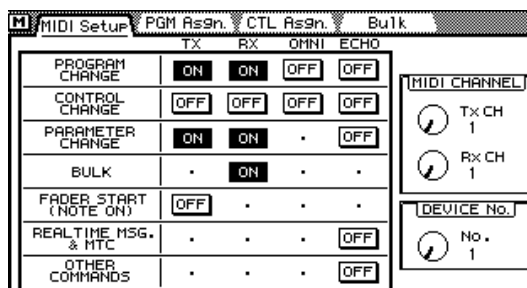 M MIDI Setup PGM Asgn. CTL Asgn. Bulk
TX RX OMNI ECHO
PROGRAM CHANGE ON ON OFF OFF
CONTROL CHANGE OFF OFF OFF OFF
PARAMETER CHANGE ON ON · OFF
BULK · ON · ·
FADER START (NOTE ON) OFF · · ·
REALTIME MSG. & MTC · · · OFF
OTHER COMMANDS · · · OFF
MIDI CHANNEL
Tx CH
1
Rx CH
1
DEVICE No.
No.
1